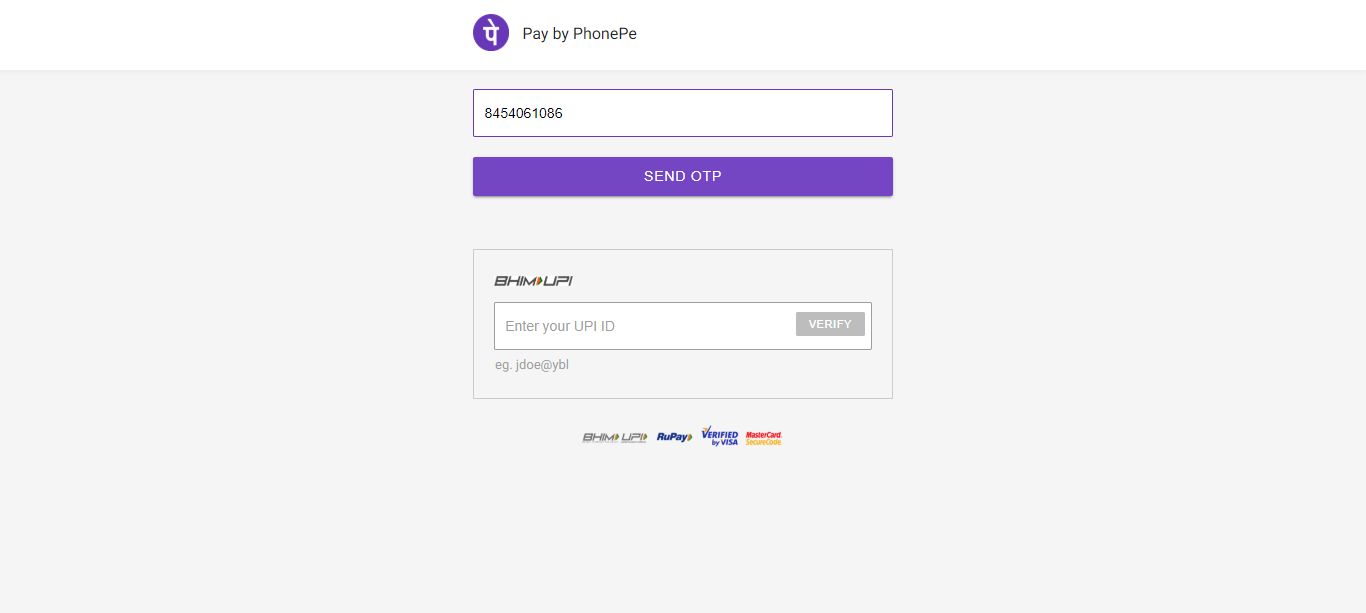 पे Pay by PhonePe
8454061086
SEND OTP
BHIM UPI
Enter your UPI ID VERIFY
eg. jdoe@ybl
BHIM UPI RuPay VERIFIED by VISA MasterCard. SecureCode.